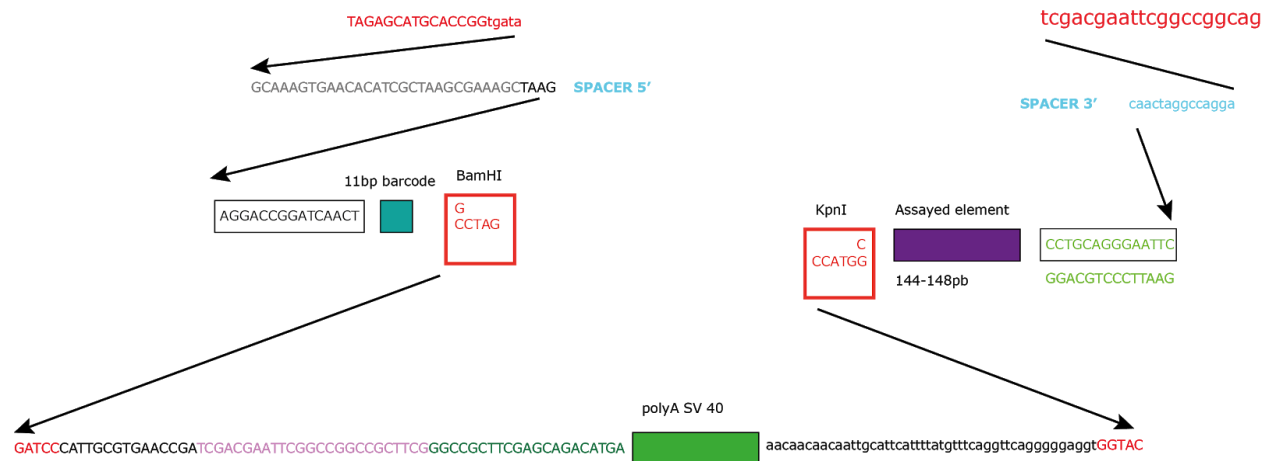 TAGAGCATGCACCGGtgata
tcgacgaattcggccggcag
GCAAAGTGAACACATCGCTAAGCGAAAGCTAAG SPACER 5’
SPACER 3’ caactaggccagga
11bp barcode BamHI
AGGACCGGATCAACT
G
CCTAG
KpnI Assayed element
C
CCATGG
CCTGCAGGGAATTC
144-148pb
GGACGTCCCTTAAG
polyA SV 40
GATCCCATTGCGTGAACCGATCGACGAATTCGGCCGGCCGCTTCGGGCCGCTTCGAGCAGACATGA
aacaacaacaattgcattcattttatgtttcaggttcagggggaggtGGTAC